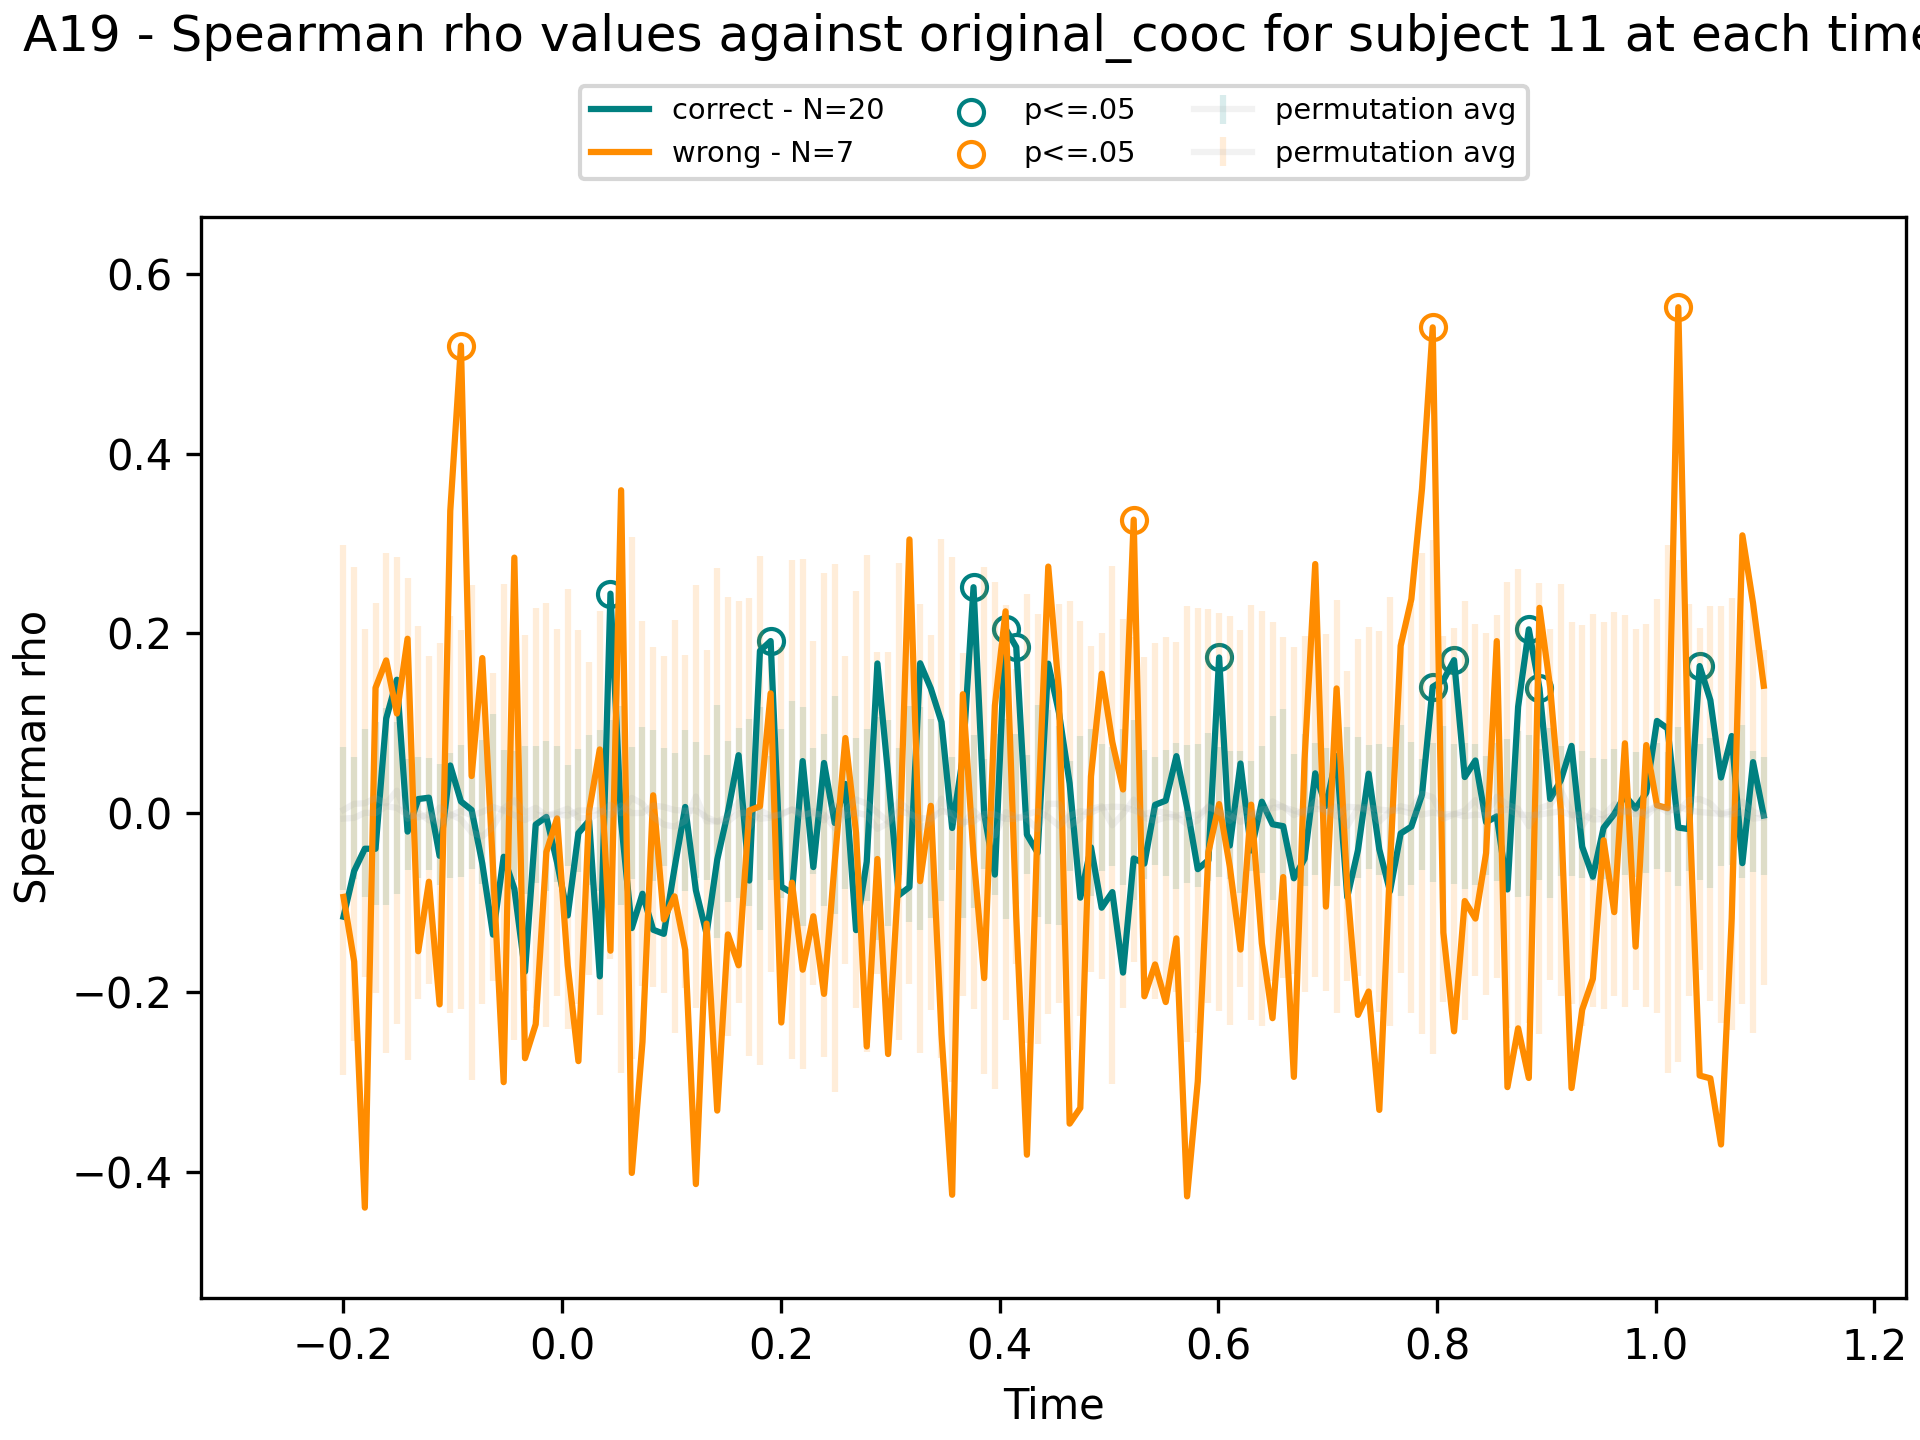 A19 - Spearman rho values against original_cooc for subject 11 at each time
correct - N=20
wrong - N=7
p<=.05
p<=.05
permutation avg
permutation avg
Spearman rho
0.6
0.4
0.2
0.0
−0.2
−0.4
−0.2 0.0 0.2 0.4 0.6 0.8 1.0 1.2
Time